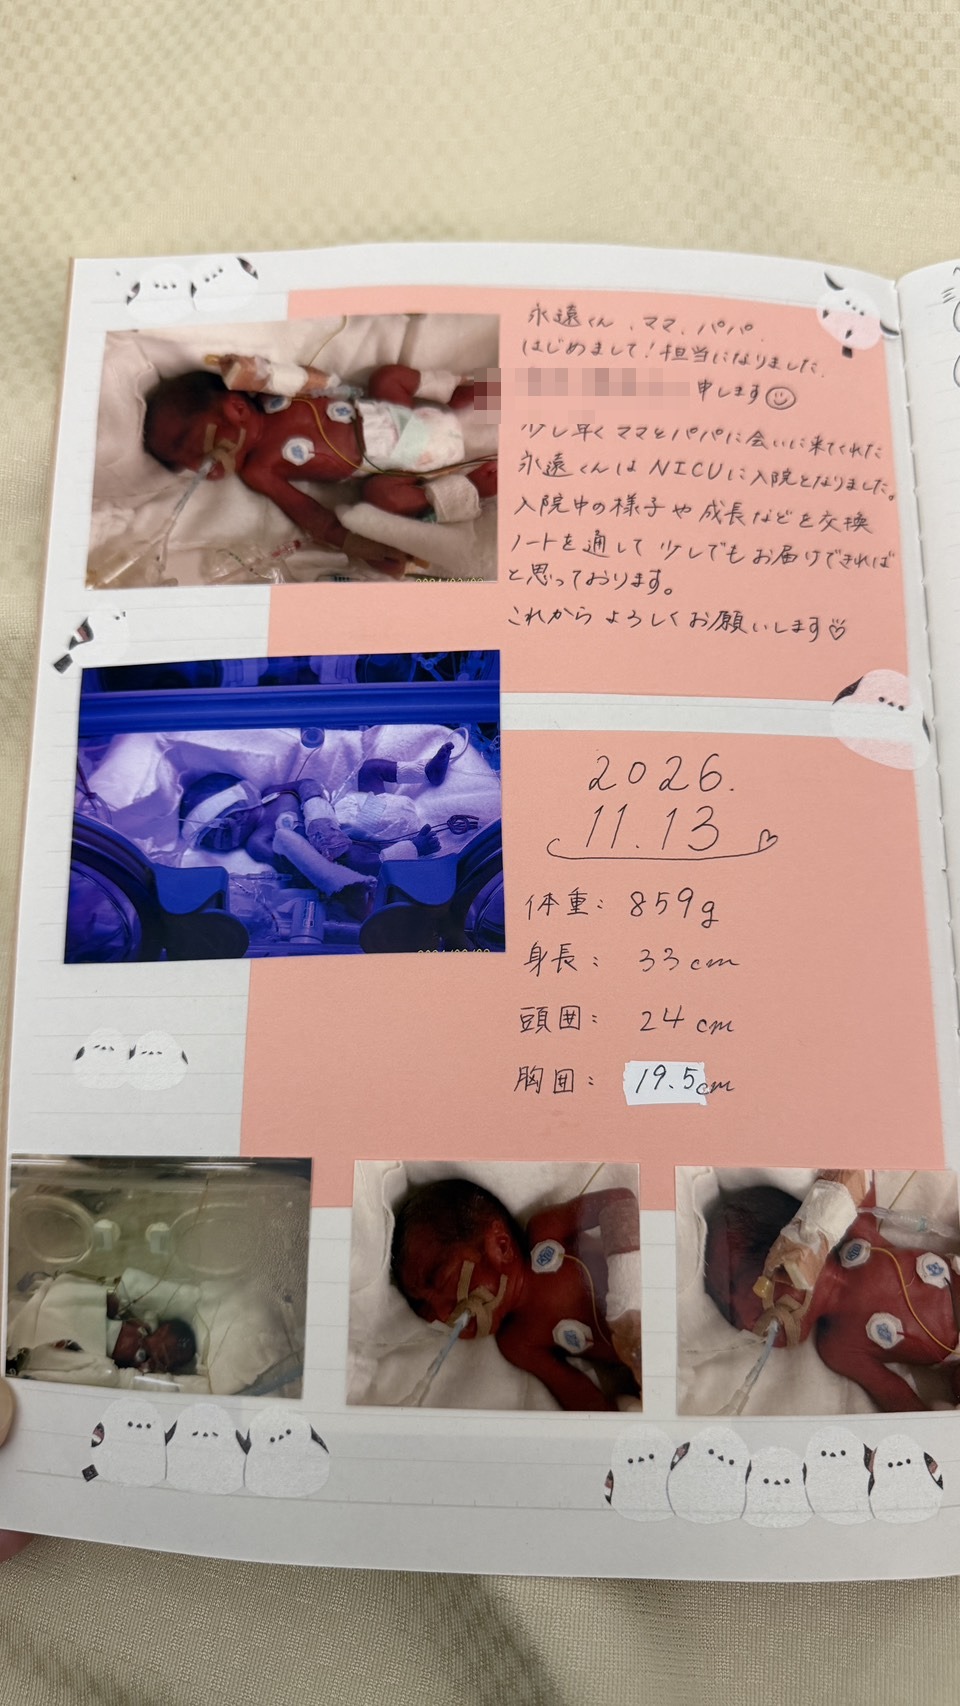 永遠くん、ママ、パパ
はじめまして！担当になりました、
申します
少し早くママとパパに会いに来てくれた
永遠くんは NICUに入院となりました。
入院中の様子や成長などを交換
ノートを通して少しでもお届けできれば
と思っております。
これからよろしくお願いします♡
2026.
11.13
体重： 859g
身長： 33cm
頭囲： 24cm
胸囲： 19.5cm